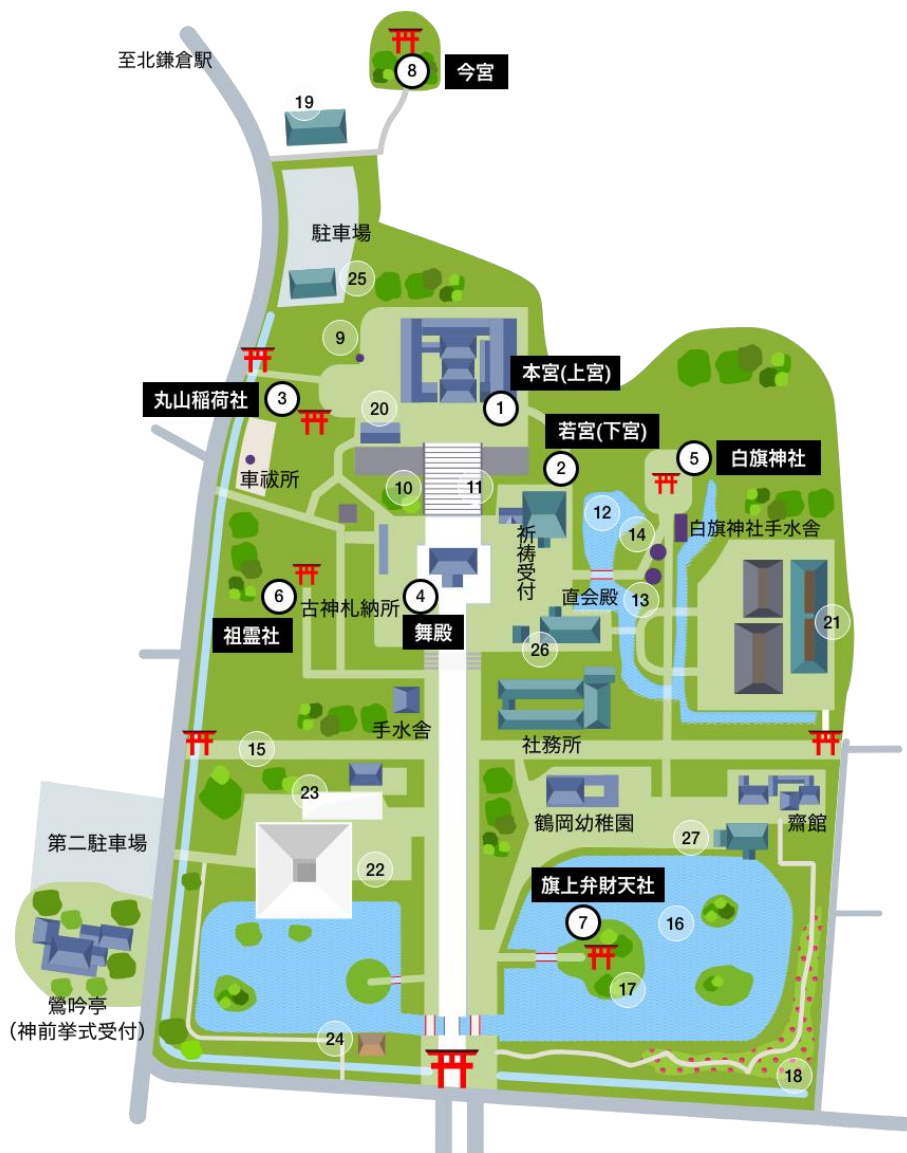 至北鎌倉駅
8
今宮
19
駐車場
25
9
本宮(上宮)
丸山稲荷社
3
1
20
若宮(下宮)
2
5
白旗神社
車祓所
10
11
12
14
白旗神社手水舎
祈祷受付
直会殿
13
6
古神札納所
4
祖霊社
舞殿
26
21
手水舎
社務所
15
23
鶴岡幼稚園
齋館
第二駐車場
27
22
旗上弁財天社
7
16
17
鶯吟亭
(神前挙式受付)
24
18